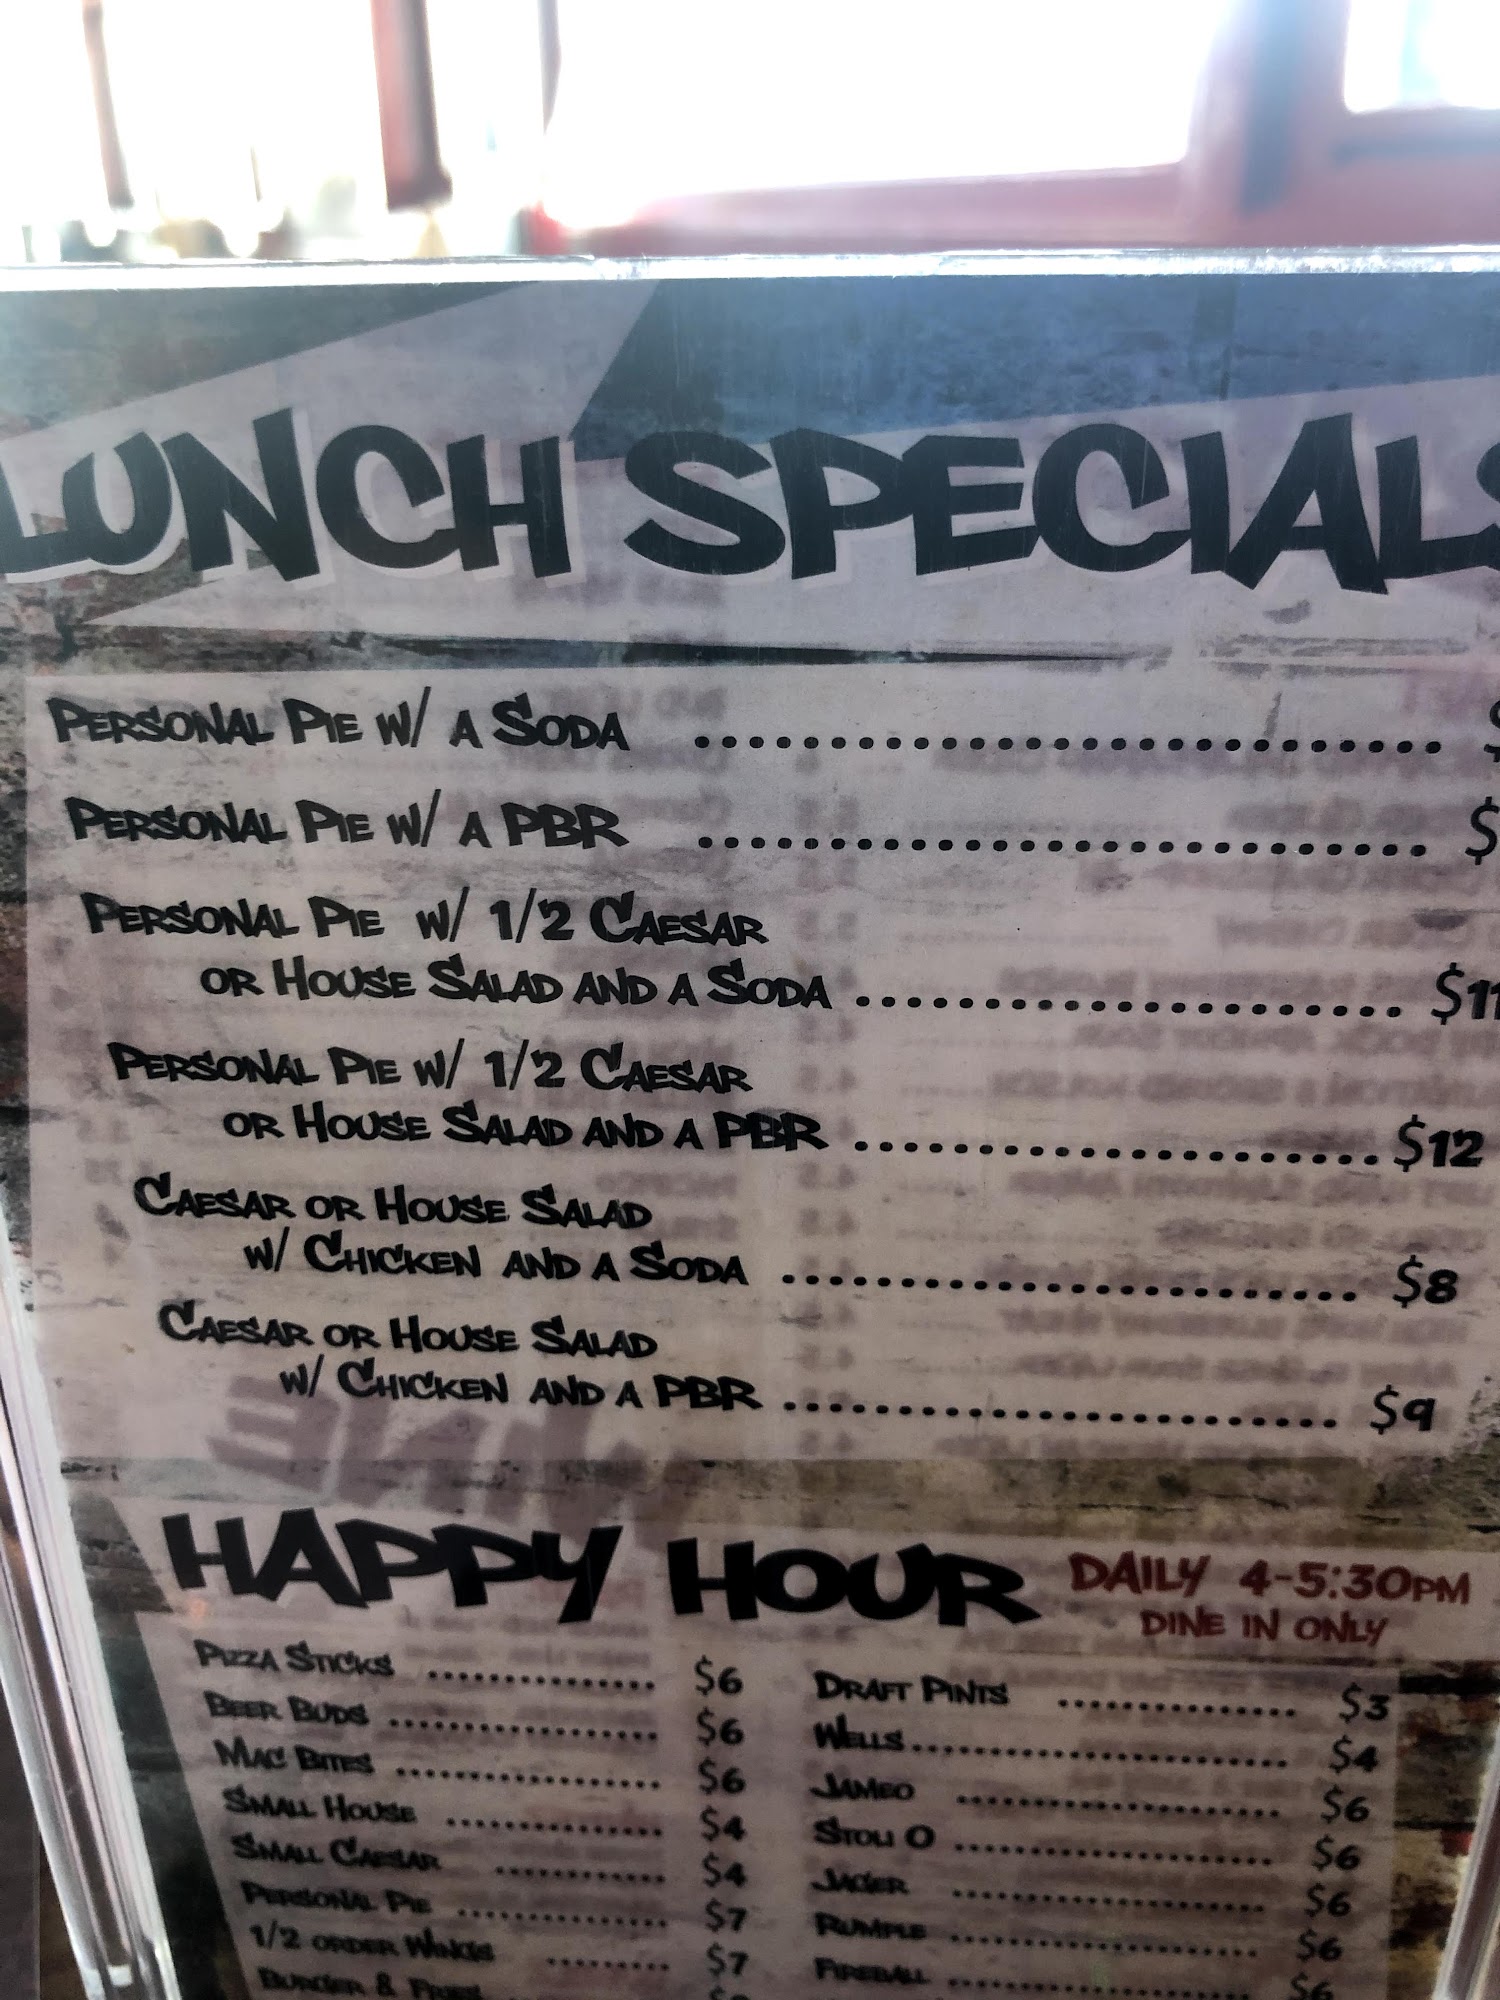 LUNCH SPECIALS
PERSONAL PIE W/ A SODA .......... $
PERSONAL PIE W/ A PBR .......... $
PERSONAL PIE W/ 1/2 CAESAR
OR HOUSE SALAD AND A SODA .......... $11
PERSONAL PIE W/ 1/2 CAESAR
OR HOUSE SALAD AND A PBR .......... $12
CAESAR OR HOUSE SALAD
W/ CHICKEN AND A SODA .......... $8
CAESAR OR HOUSE SALAD
W/ CHICKEN AND A PBR .......... $9
HAPPY HOUR DAILY 4-5:30PM
DINE IN ONLY
PIZZA STICKS .......... $6
BEER BUDS .......... $6
MAC BITES .......... $6
SMALL HOUSE .......... $4
SMALL CAESAR .......... $4
PERSONAL PIE .......... $7
1/2 ORDER WINGS .......... $7
BURGER & FRIES
DRAFT PINTS .......... $3
WELLS .......... $4
JAMEO .......... $6
STOLI O .......... $6
JAGER .......... $6
RUMPLE .......... $6
FIREBALL .......... $6